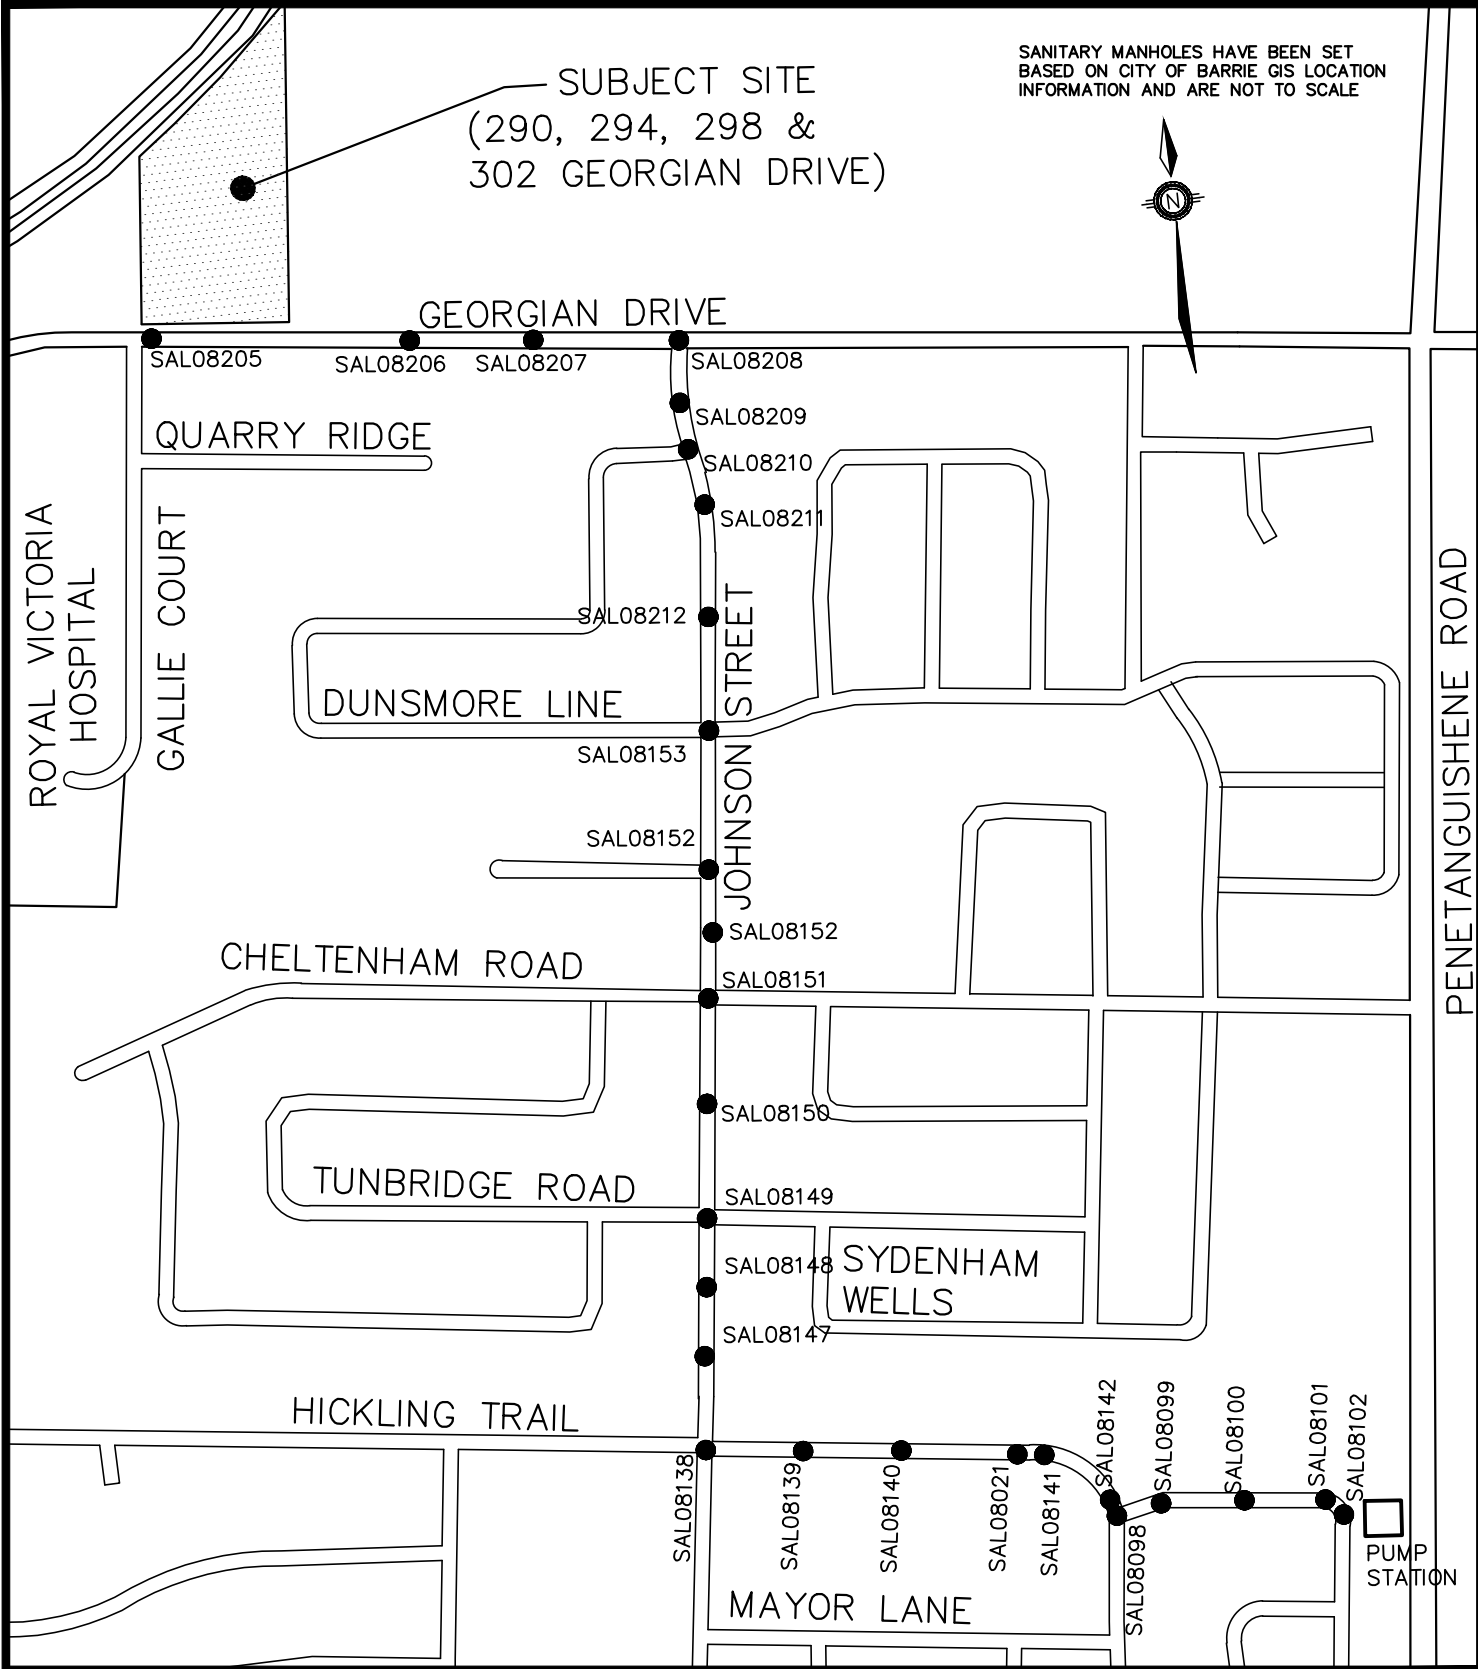 SANITARY MANHOLES HAVE BEEN SET
BASED ON CITY OF BARRIE GIS LOCATION
INFORMATION AND ARE NOT TO SCALE
SUBJECT SITE
(290, 294, 298 &
302 GEORGIAN DRIVE)
N
GEORGIAN DRIVE
SAL08205
SAL08206
SAL08207
SAL08208
SAL08209
QUARRY RIDGE
SAL08210
SAL08211
ROYAL VICTORIA
HOSPITAL
GALLIE COURT
SAL08212
JOHNSON STREET
PENETANGUISHENE ROAD
DUNSMORE LINE
SAL08153
SAL08152
SAL08152
CHELTENHAM ROAD
SAL08151
SAL08150
TUNBRIDGE ROAD
SAL08149
SAL08148
SYDENHAM
WELLS
SAL08147
HICKLING TRAIL
SAL08138
SAL08139
SAL08140
SAL08021
SAL08141
SAL08142
SAL08098
SAL08099
SAL08100
SAL08101
SAL08102
PUMP
STATION
MAYOR LANE